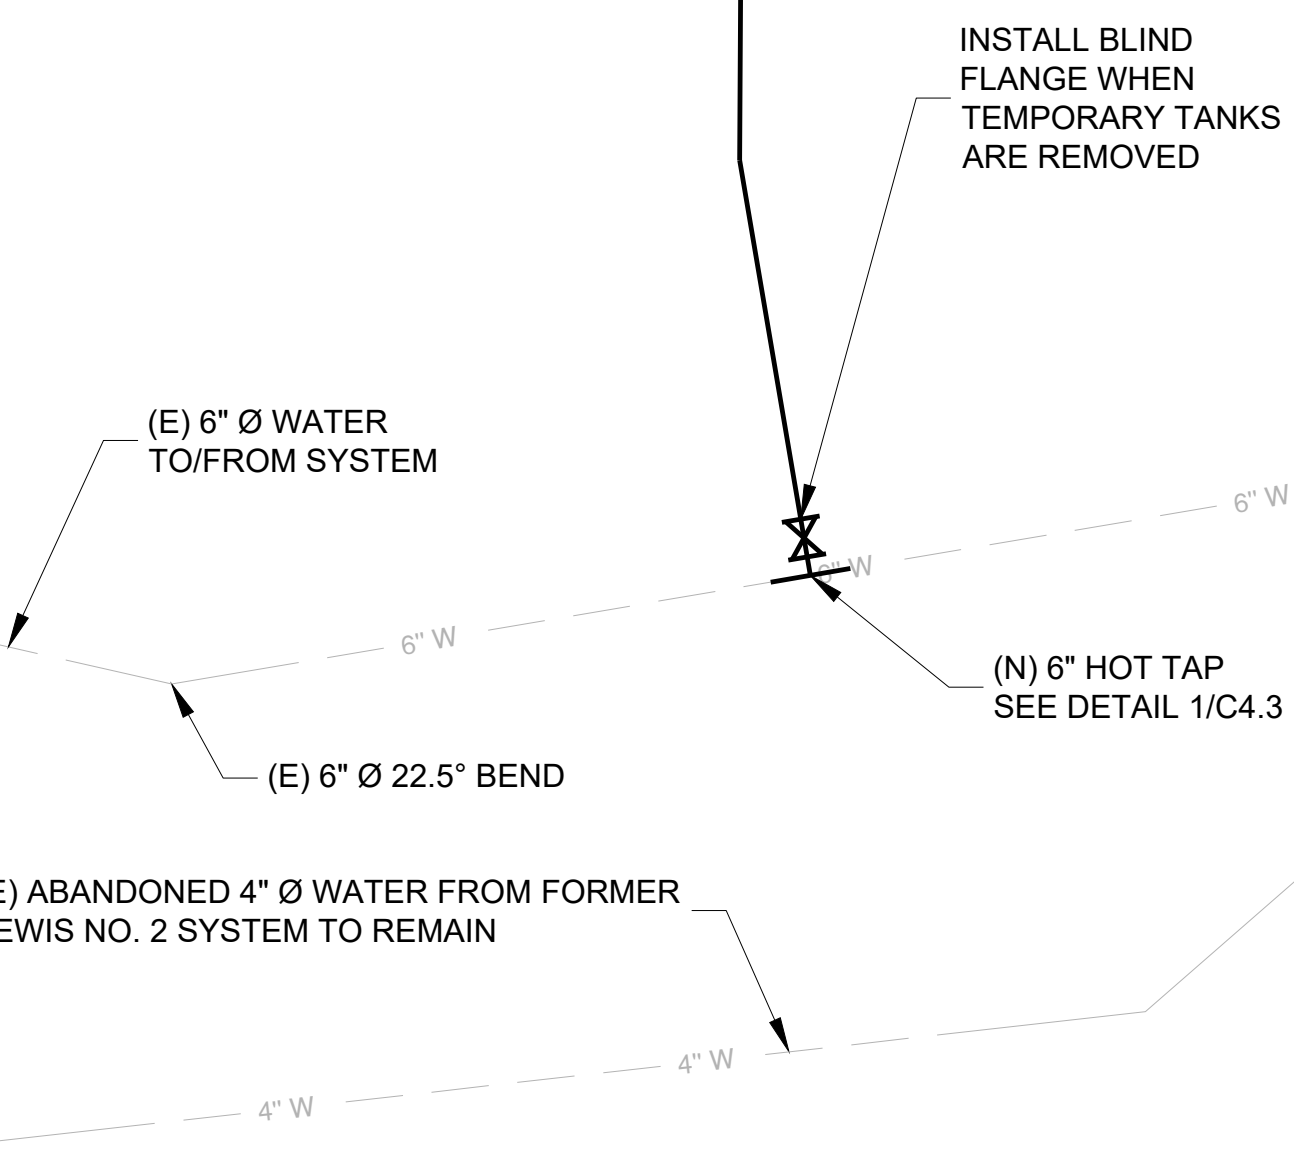 INSTALL BLIND
FLANGE WHEN
TEMPORARY TANKS
ARE REMOVED
(E) 6" Ø WATER
TO/FROM SYSTEM
6" W
6" W
6" W
(N) 6" HOT TAP
SEE DETAIL 1/C4.3
(E) 6" Ø 22.5° BEND
E) ABANDONED 4" Ø WATER FROM FORMER
EWIS NO. 2 SYSTEM TO REMAIN
4" W
4" W